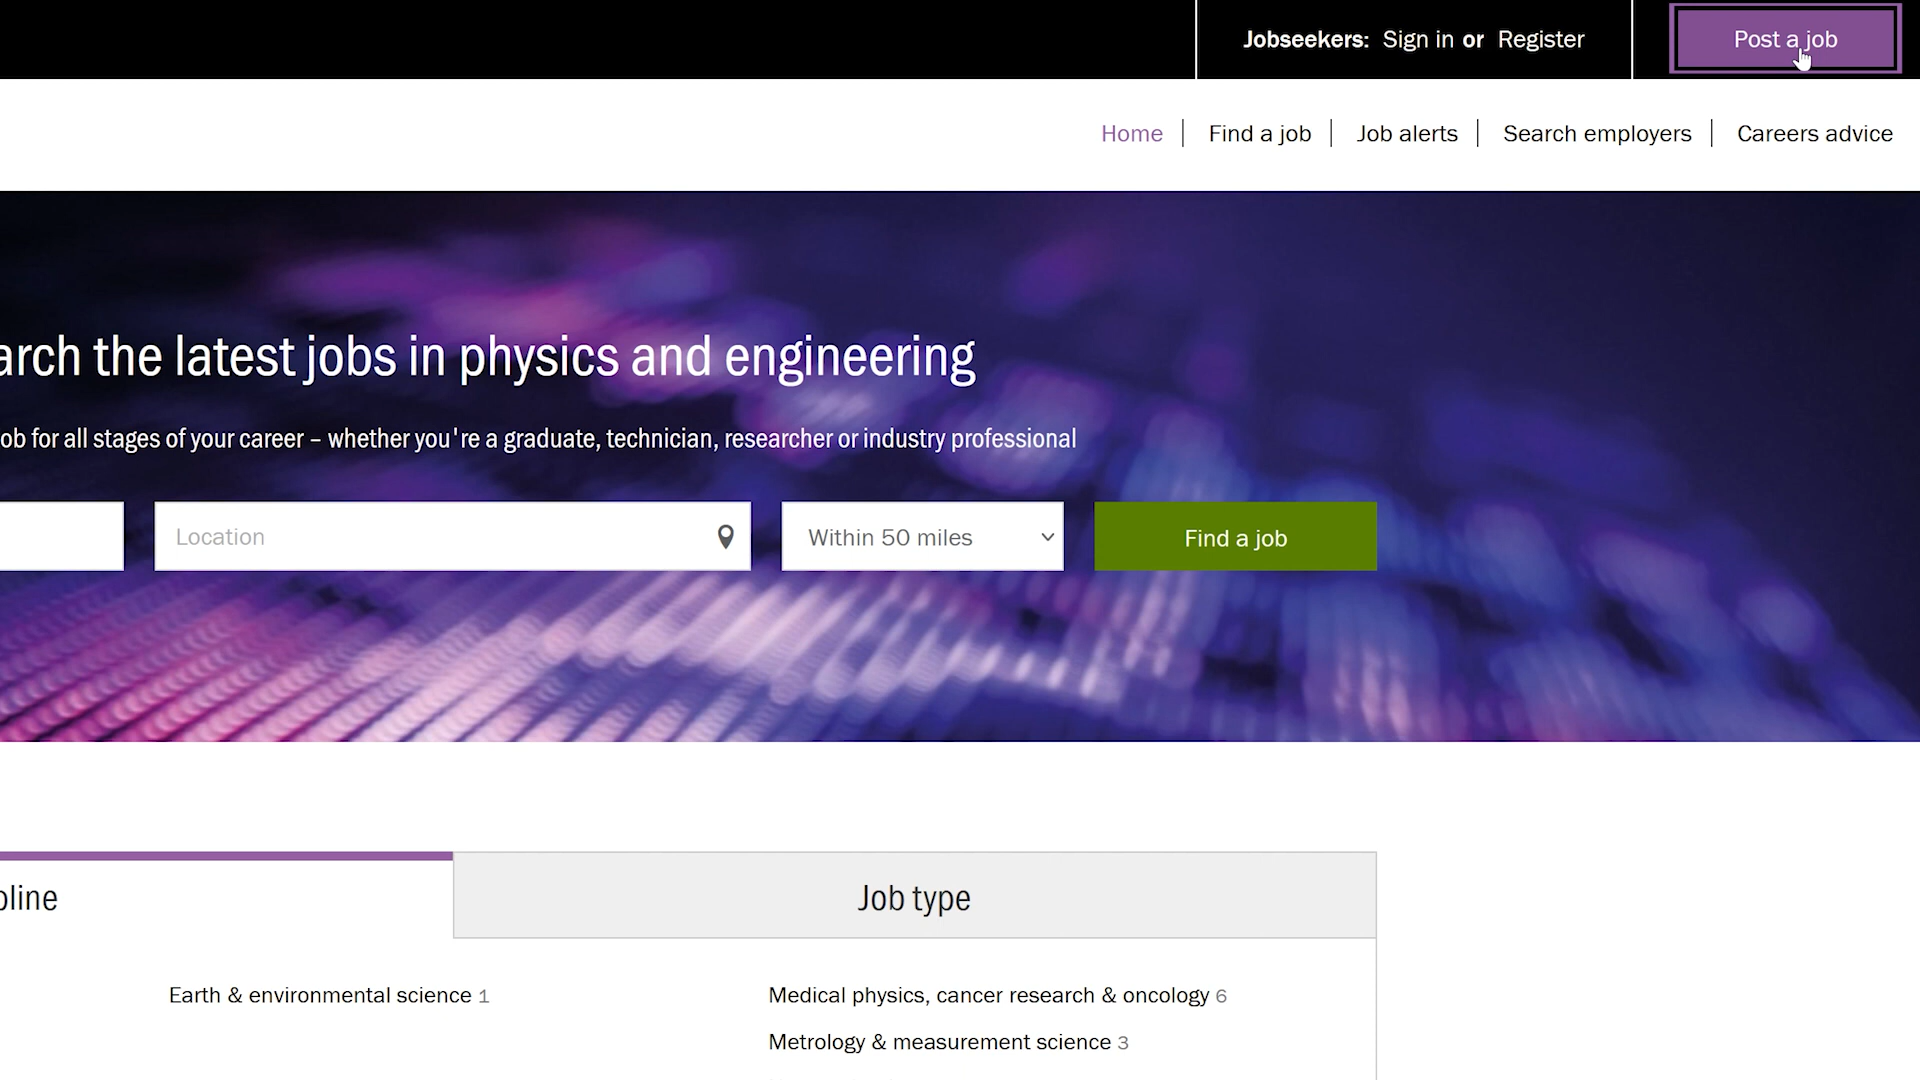 Jobseekers: Sign in or Register
Post a job
Home
Find a job
Job alerts
Search employers
Careers advice
arch the latest jobs in physics and engineering
ob for all stages of your career – whether you're a graduate, technician, researcher or industry professional
Location
Within 50 miles
Find a job
pline
Job type
Earth & environmental science 1
Medical physics, cancer research & oncology 6
Metrology & measurement science 3